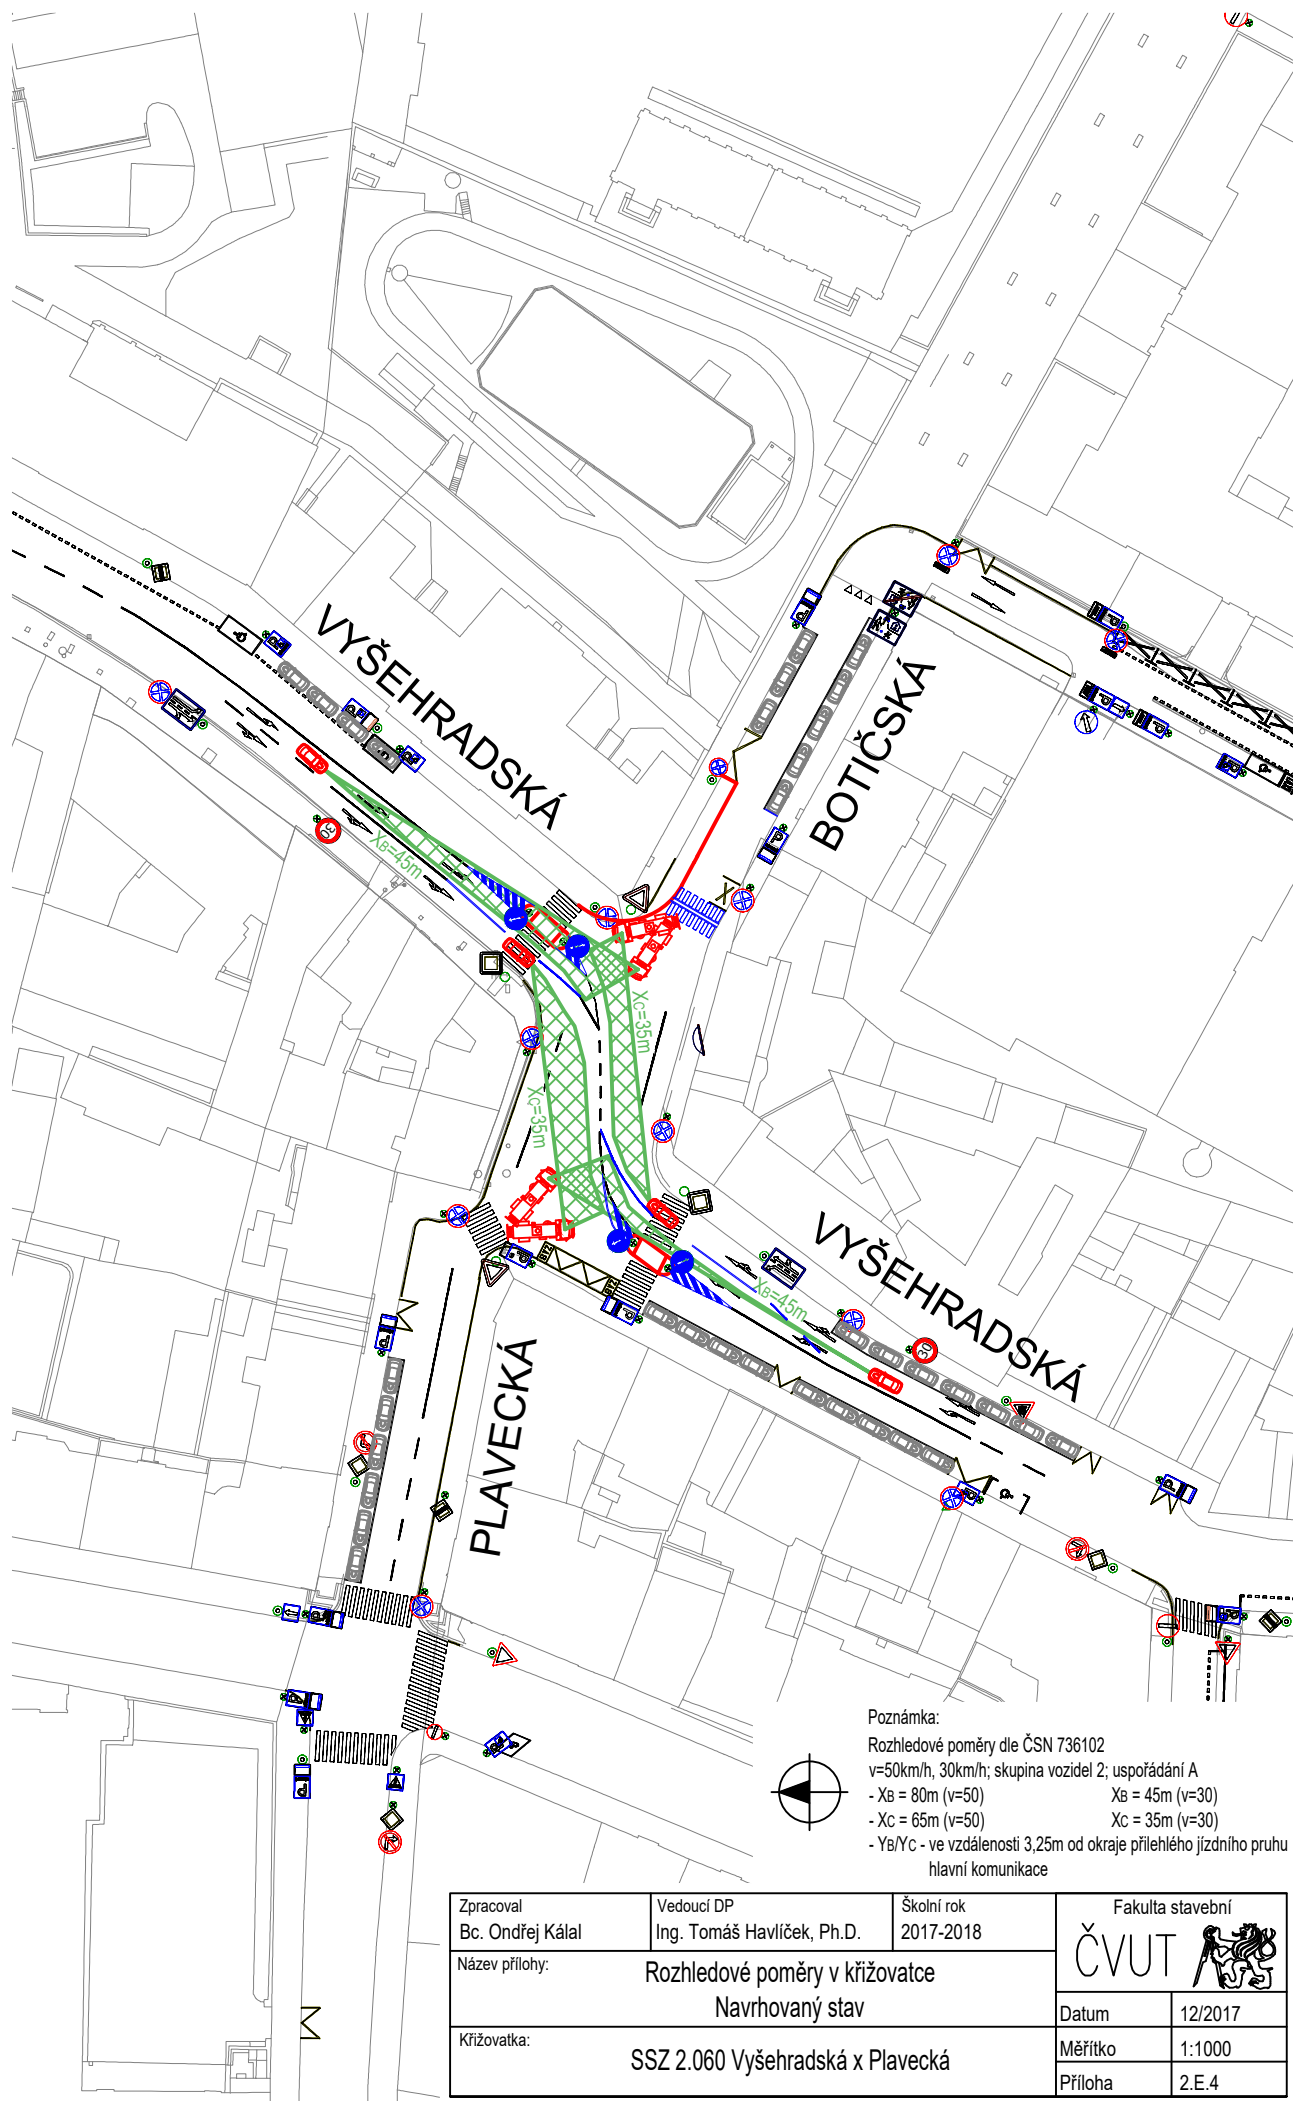 VYŠEHRADSKÁ
BOTIČSKÁ
30
XB=45m
XC=35m
XC=35m
BYZ
BYZ
VYŠEHRADSKÁ
XB=45m
30
PLAVECKÁ
Poznámka:
Rozhledové poměry dle ČSN 736102
v=50km/h, 30km/h; skupina vozidel 2; uspořádání A
- XB = 80m (v=50) XB = 45m (v=30)
- XC = 65m (v=50) XC = 35m (v=30)
- YB/YC - ve vzdálenosti 3,25m od okraje přilehlého jízdního pruhu
hlavní komunikace
Zpracoval
Bc. Ondřej Kálal
Vedoucí DP
Ing. Tomáš Havlíček, Ph.D.
Školní rok
2017-2018
Fakulta stavební
ČVUT
Název přílohy:
Rozhledové poměry v křižovatce
Navrhovaný stav
Datum 12/2017
Křižovatka:
SSZ 2.060 Vyšehradská x Plavecká
Měřítko 1:1000
Příloha 2.E.4